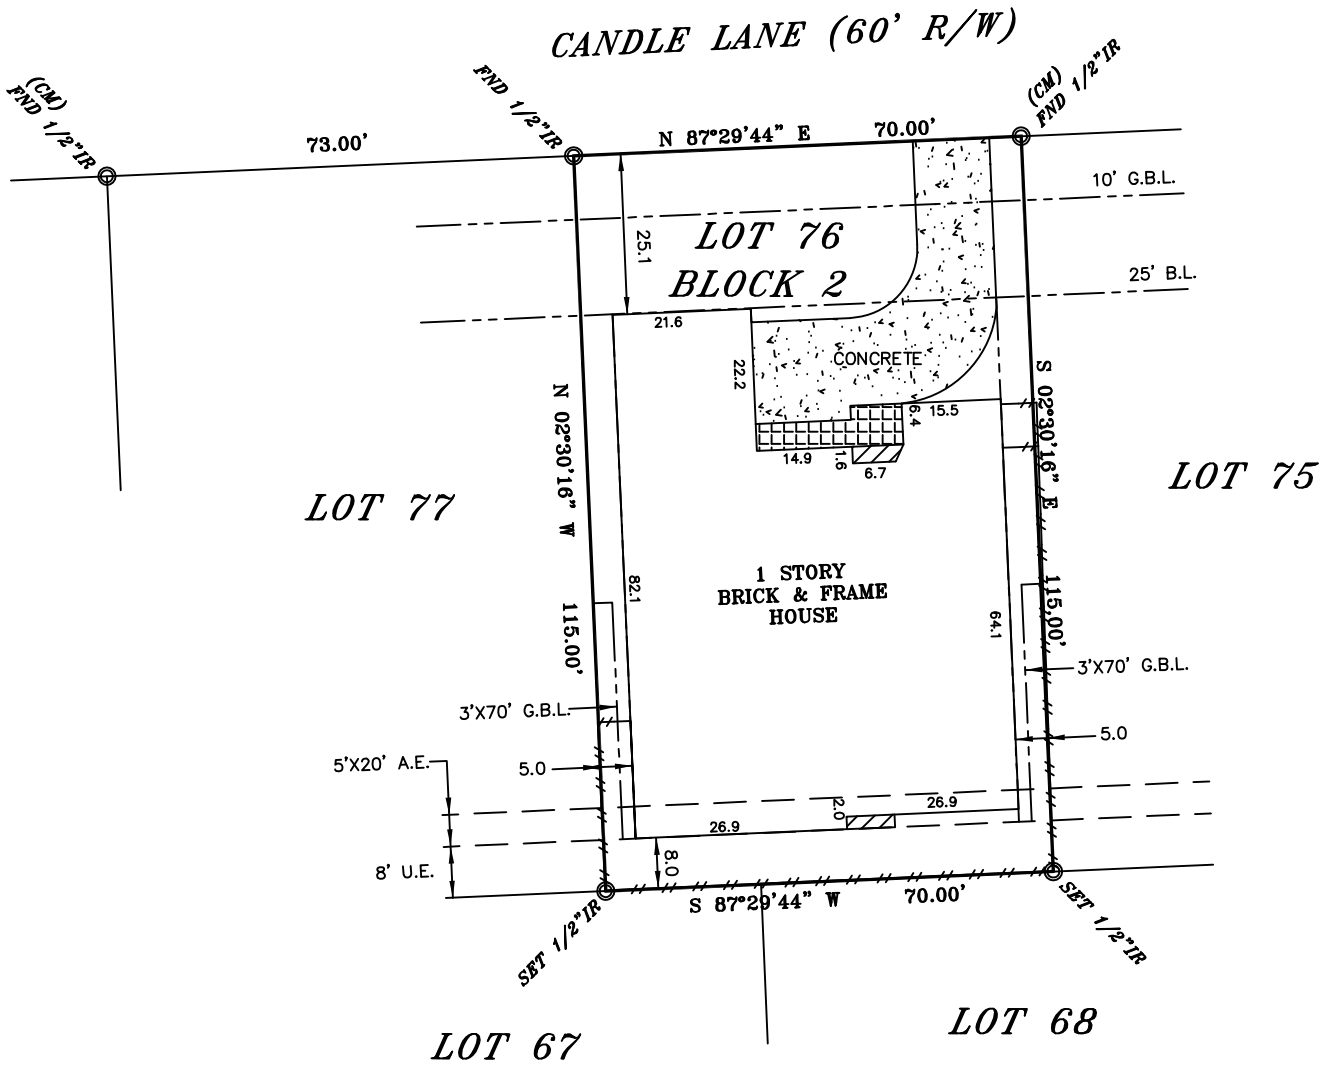 CANDLE LANE (60' R/W)
(CM)
FND 1/2"IR
FND 1/2"IR
(CM)
FND 1/2"IR
73.00'
N 87°29'44" E
70.00'
10' G.B.L.
25.1
LOT 76
BLOCK 2
25' B.L.
21.6
22.2
CONCRETE
6.4
15.5
14.9
1.6
6.7
N 02°30'16" W
115.00'
S 02°30'16" E
115.00'
LOT 77
LOT 75
1 STORY
BRICK & FRAME
HOUSE
82.1
64.1
3'X70' G.B.L.
3'X70' G.B.L.
5'X20' A.E.
5.0
5.0
26.9
2.0
26.9
8' U.E.
8.0
S 87°29'44" W
70.00'
SET 1/2"IR
SET 1/2"IR
LOT 67
LOT 68